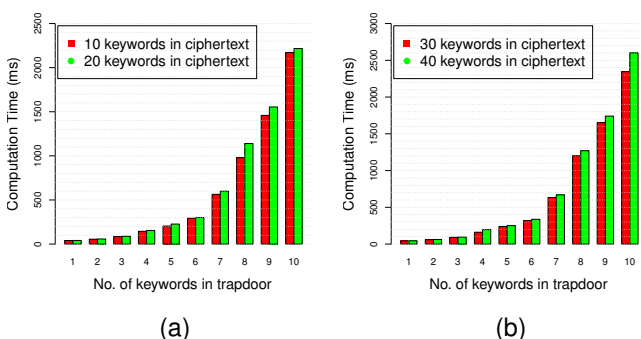 10 keywords in ciphertext
20 keywords in ciphertext
Computation Time (ms)
0 500 1000 1500 2000 2500
1 2 3 4 5 6 7 8 9 10
No. of keywords in trapdoor
(a)
30 keywords in ciphertext
40 keywords in ciphertext
Computation Time (ms)
0 500 1000 1500 2000 2500 3000
1 2 3 4 5 6 7 8 9 10
No. of keywords in trapdoor
(b)